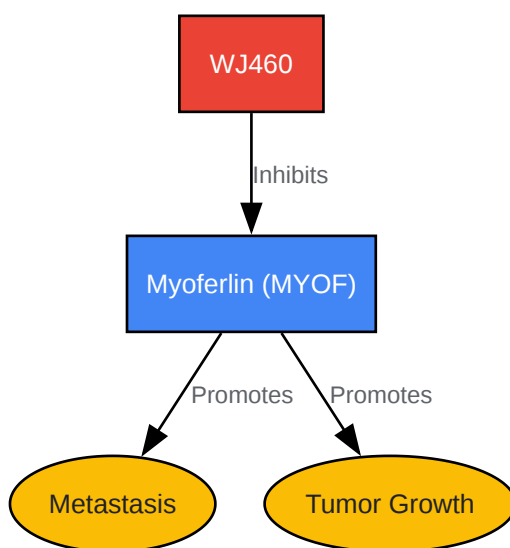 WJ460
Inhibits
Myoferlin (MYOF)
Promotes
Promotes
Metastasis
Tumor Growth